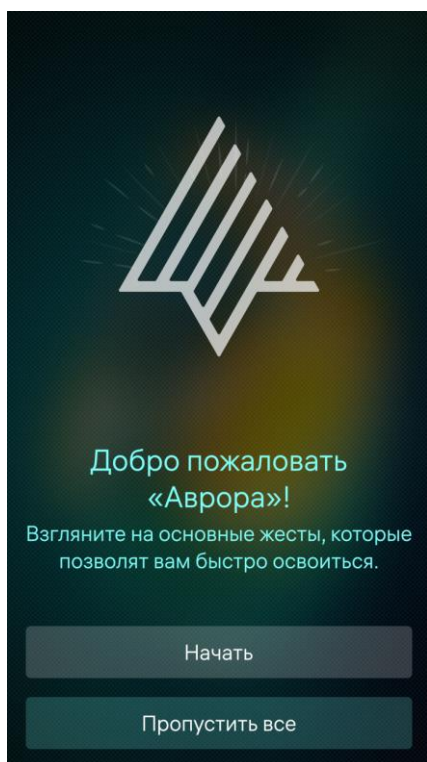 Добро пожаловать
«Аврора»!
Взгляните на основные жесты, которые
позволят вам быстро освоиться.
Начать
Пропустить все